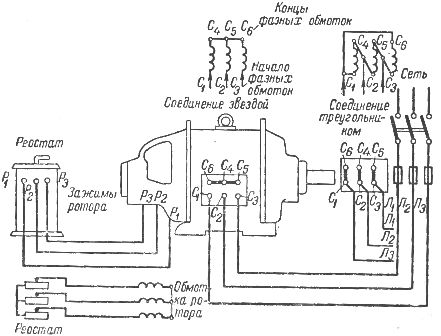 Концы
фазных обмоток
C4 C5 C6
Начало
фазных
обмоток
C1 C2 C3
Соединение звездой
C4 C5 C6
C1 C2 C3
Сеть
Соединение
треугольни-
ком
Реостат
P1 P2 P3
Зажимы
ротора
P3 P2
P1
C6 C4 C5
C1 C2 C3
C6 C4 C5
C1 C2 C3
Л1 Л2 Л3
Л1
Л2
Л3
Обмот-
ка ро-
тора
Реостат